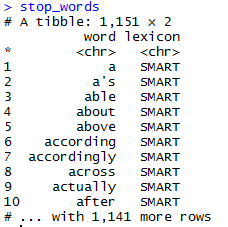 > stop_words
# A tibble: 1,151 × 2
word lexicon
* <chr> <chr>
1 a SMART
2 a's SMART
3 able SMART
4 about SMART
5 above SMART
6 according SMART
7 accordingly SMART
8 across SMART
9 actually SMART
10 after SMART
# ... with 1,141 more rows